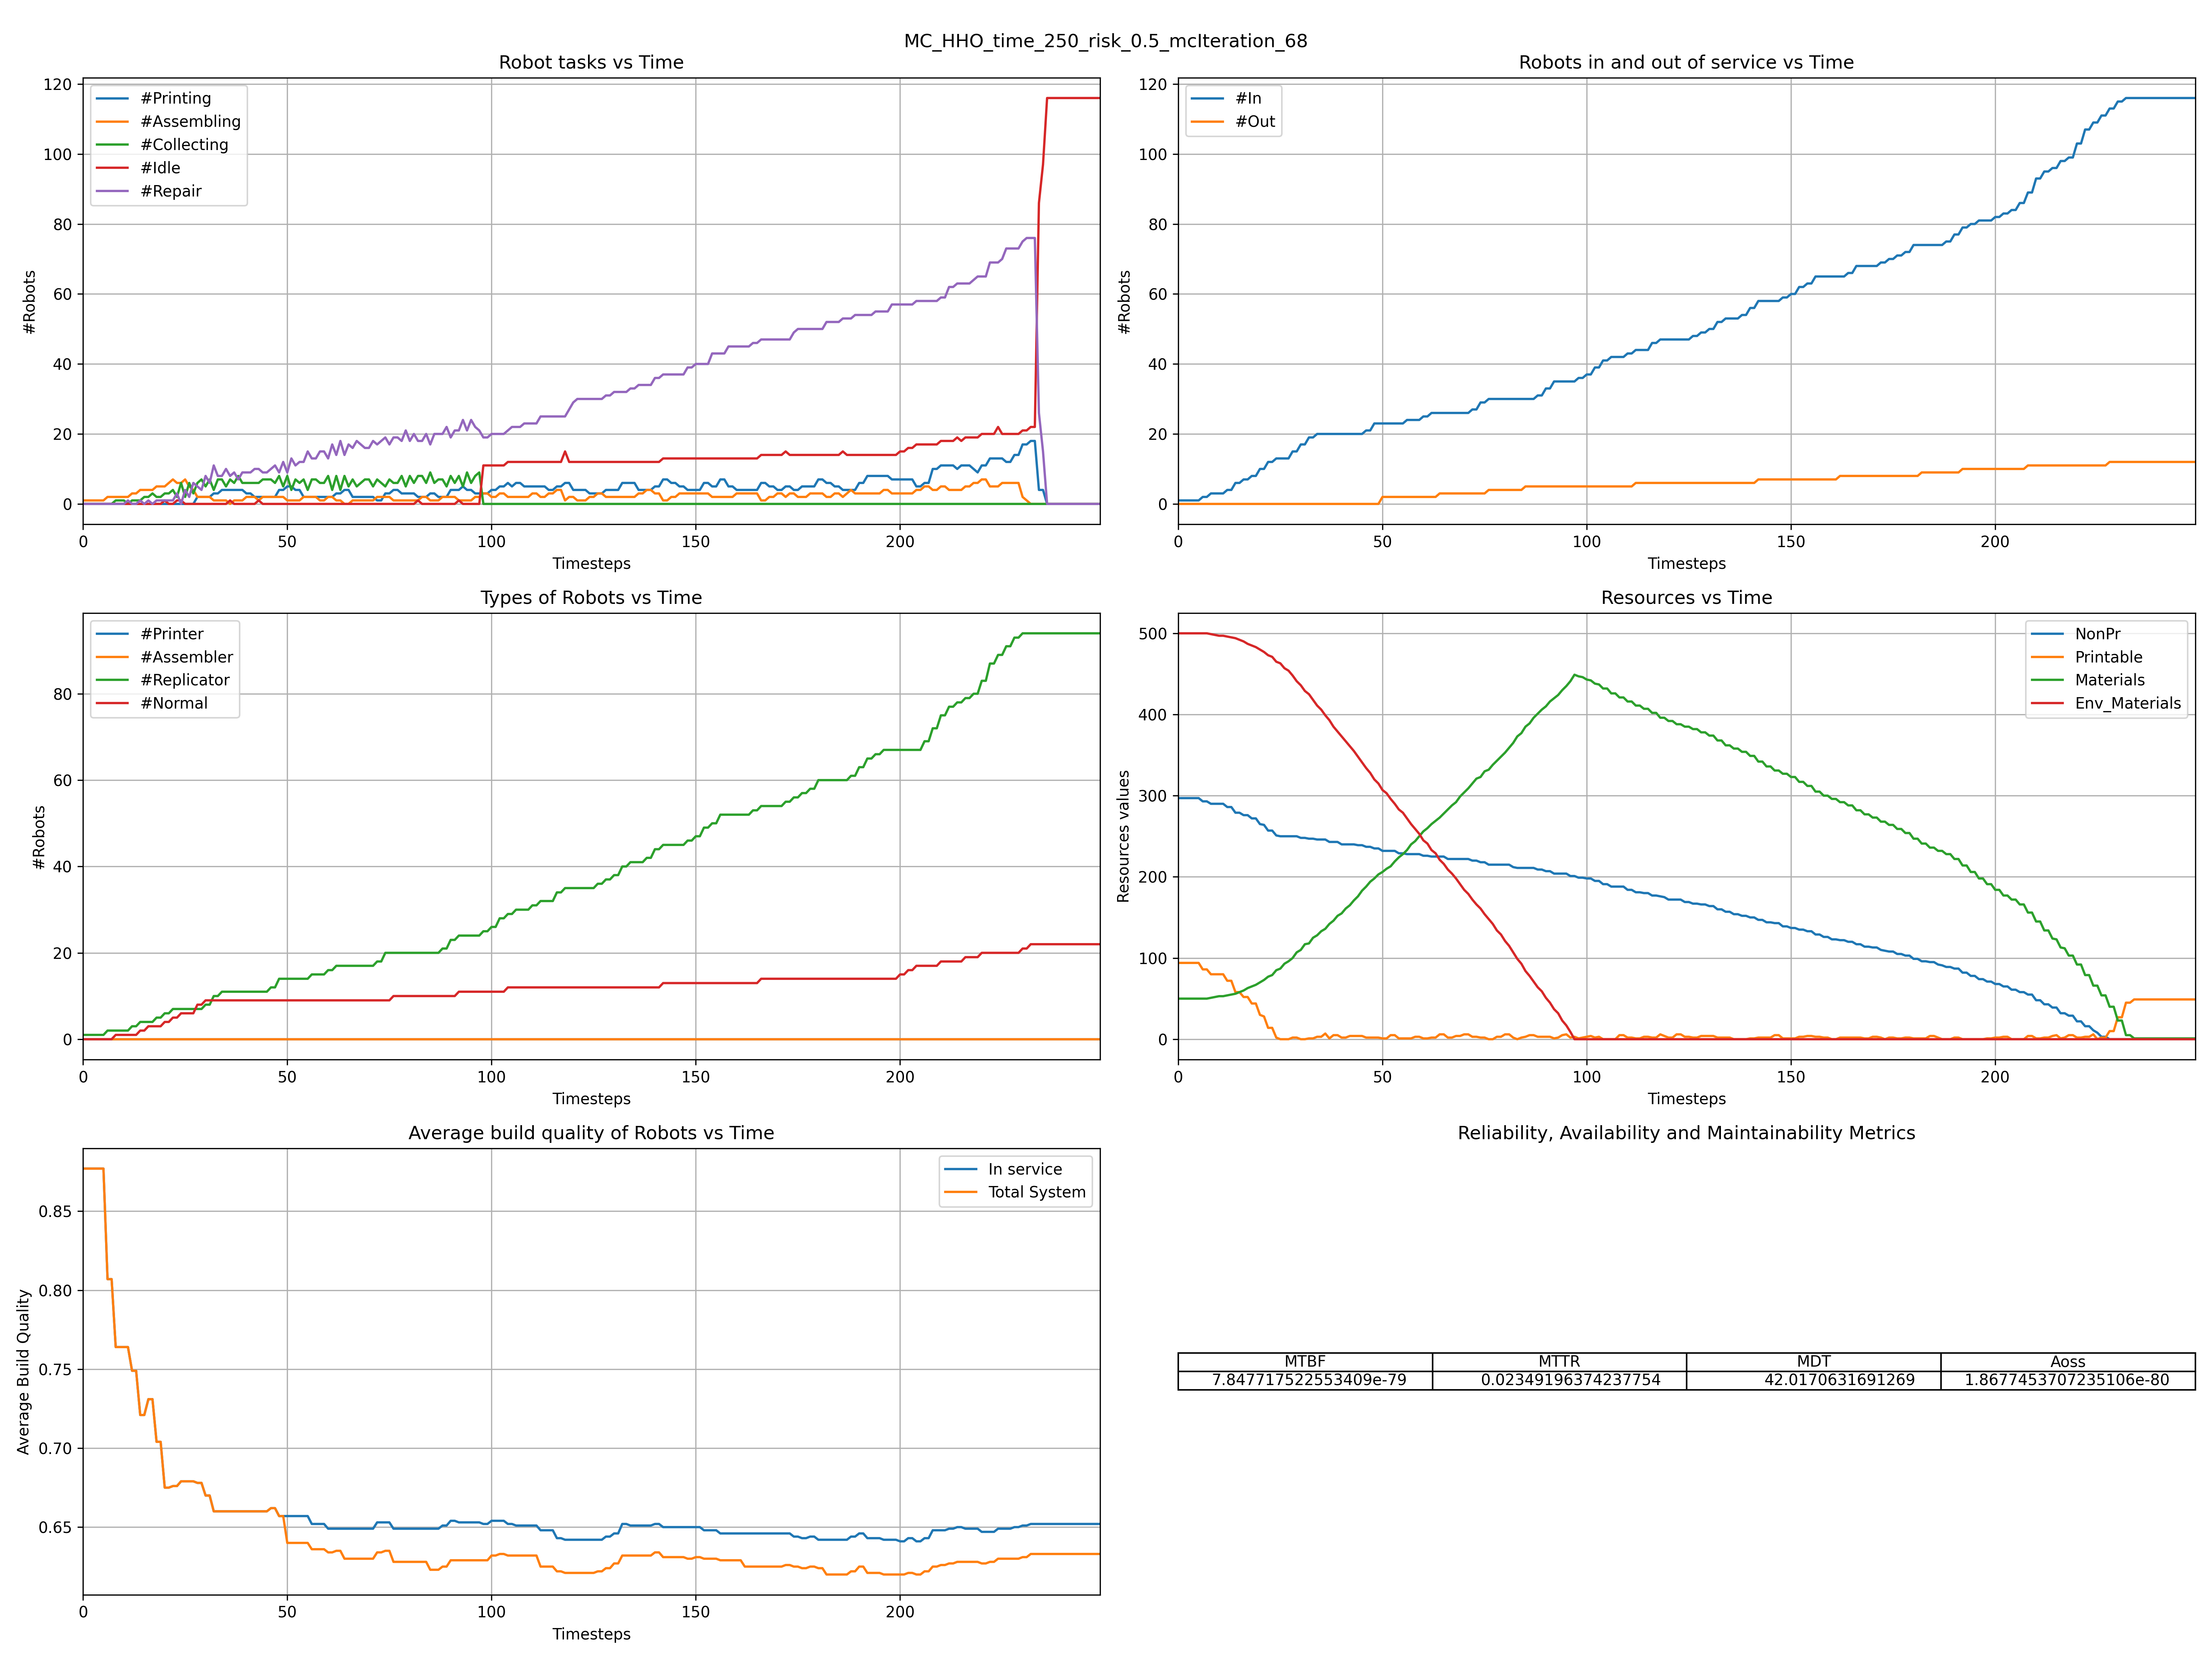 MC_HHO_time_250_risk_0.5_mcIteration_68
Robot tasks vs Time
#Printing
#Assembling
#Collecting
#Idle
#Repair
120
100
80
60
40
20
0
#Robots
0 50 100 150 200
Timesteps
Robots in and out of service vs Time
#In
#Out
120
100
80
60
40
20
0
#Robots
0 50 100 150 200
Timesteps
Types of Robots vs Time
#Printer
#Assembler
#Replicator
#Normal
80
60
40
20
0
#Robots
0 50 100 150 200
Timesteps
Resources vs Time
NonPr
Printable
Materials
Env_Materials
500
400
300
200
100
0
Resources values
0 50 100 150 200
Timesteps
Average build quality of Robots vs Time
In service
Total System
0.85
0.80
0.75
0.70
0.65
Average Build Quality
0 50 100 150 200
Timesteps
Reliability, Availability and Maintainability Metrics
MTBF MTTR MDT Aoss
7.847717522553409e-79 0.02349196374237754 42.0170631691269 1.8677453707235106e-80